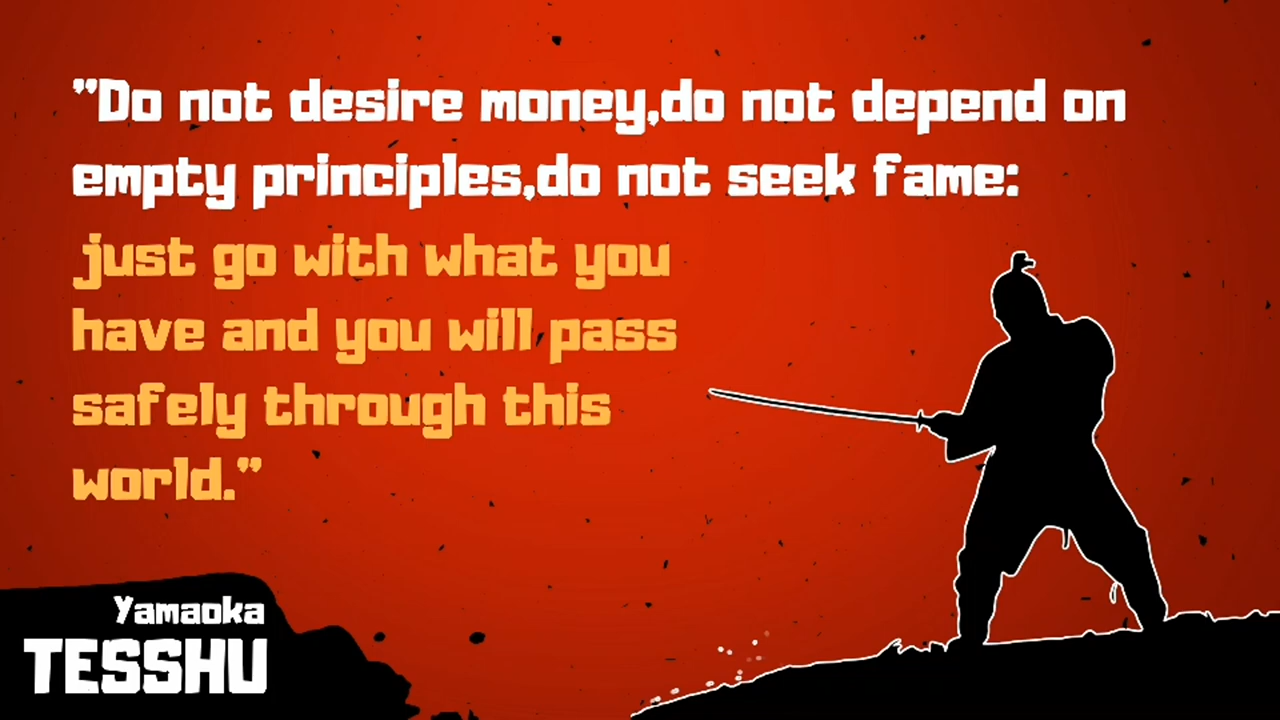 "Do not desire money,do not depend on
empty principles,do not seek fame:
just go with what you
have and you will pass
safely through this
world."
Yamaoka
TESSHU